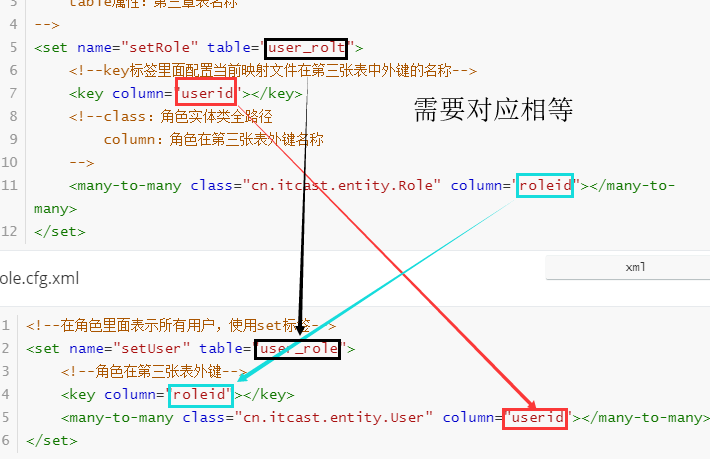 3 table属性：第三章表名称
4 -->
5 <set name="setRole" table="user_rolt">
6 <!--key标签里面配置当前映射文件在第三张表中外键的名称-->
7 <key column="userid"></key>
8 <!--class：角色实体类全路径
需要对应相等
9 column：角色在第三张表外键名称
10 -->
11 <many-to-many class="cn.itcast.entity.Role" column="roleid"></many-to-
many>
12 </set>
ole.cfg.xml
xml
1 <!--在角色里面表示所有用户，使用set标签-->
2 <set name="setUser" table="user_role">
3 <!--角色在第三张表外键-->
4 <key column="roleid"></key>
5 <many-to-many class="cn.itcast.entity.User" column="userid"></many-to-many>
6 </set>